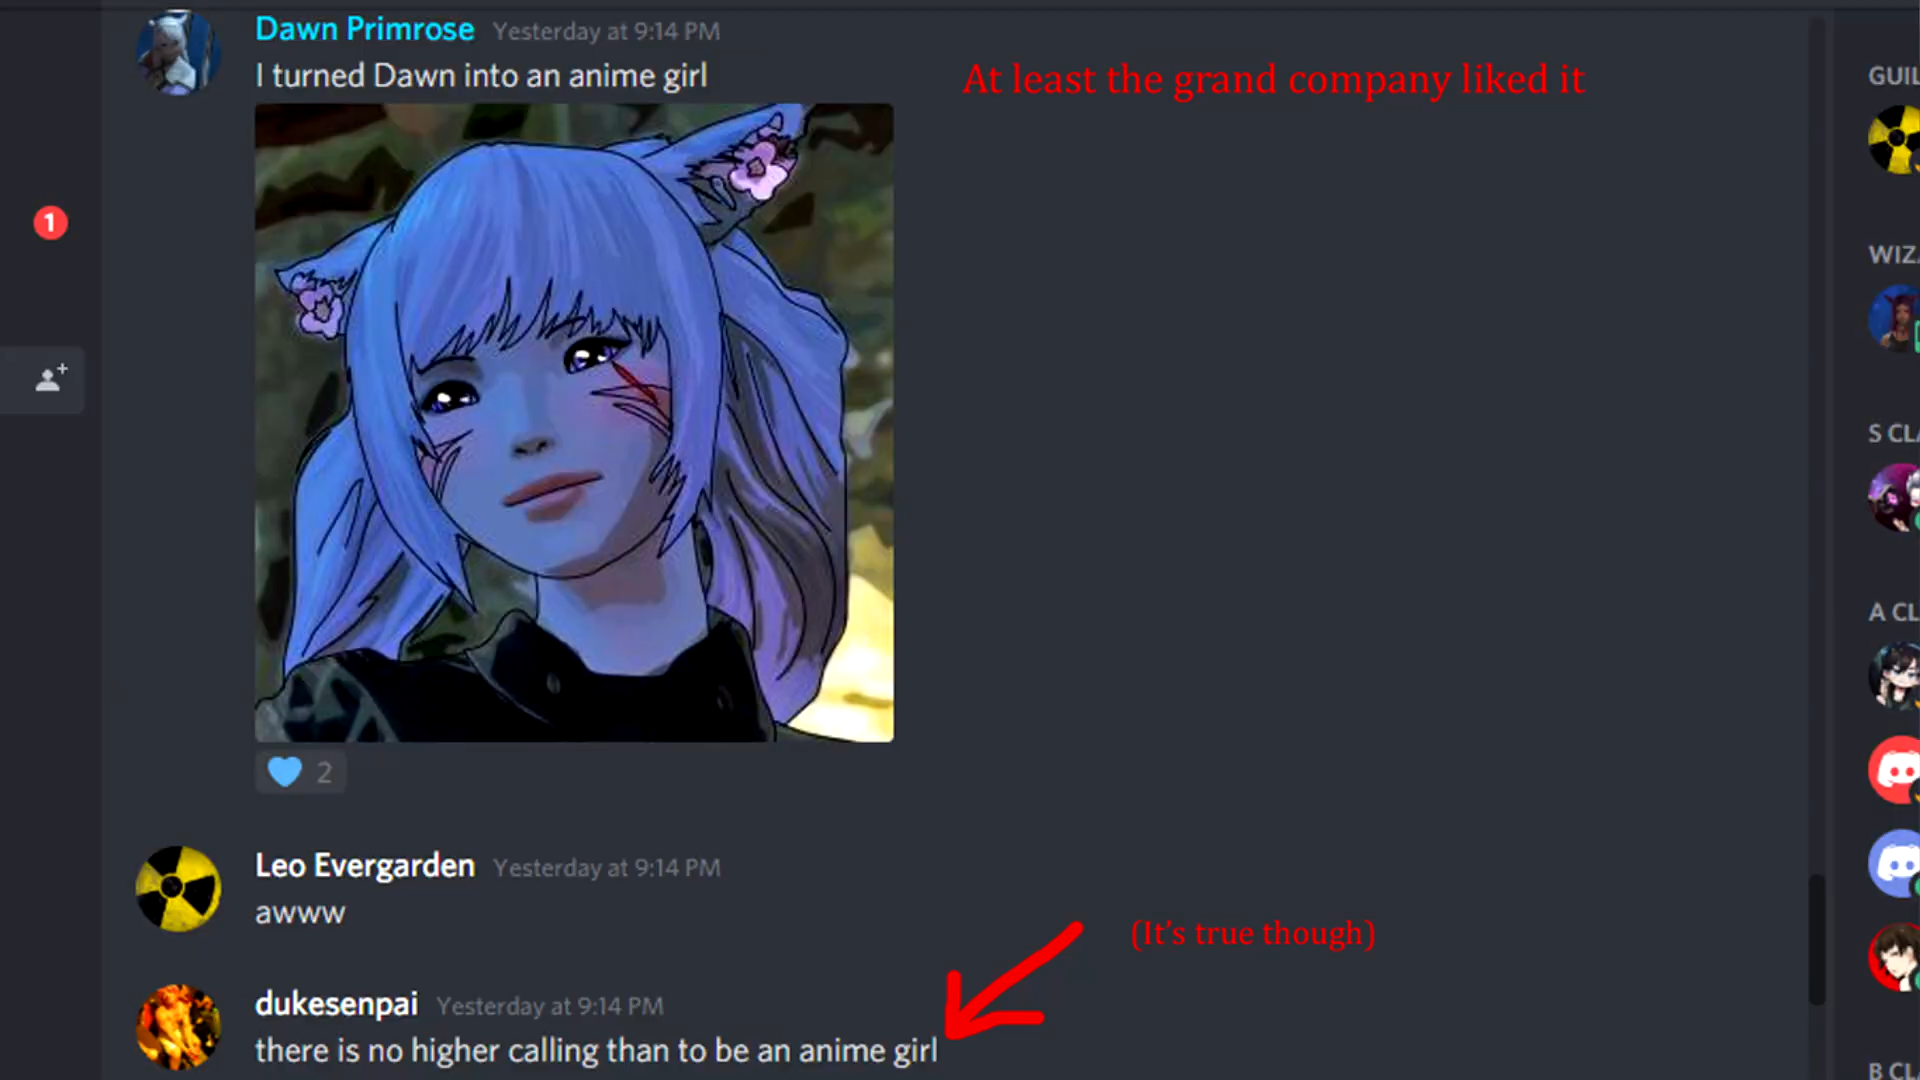 Dawn Primrose Yesterday at 9:14 PM
I turned Dawn into an anime girl
At least the grand company liked it
1
2
Leo Evergarden Yesterday at 9:14 PM
awww
(It's true though)
dukesenpai Yesterday at 9:14 PM
there is no higher calling than to be an anime girl
GUIL
WIZ
S CL
A CL
B CL